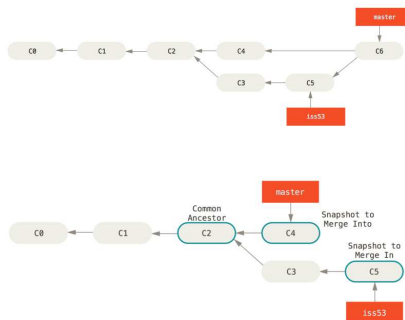 master
C0
C1
C2
C4
C6
C3
C5
iss53
master
Common
Ancestor
Snapshot to
Merge Into
C0
C1
C2
C4
Snapshot to
Merge In
C3
C5
iss53